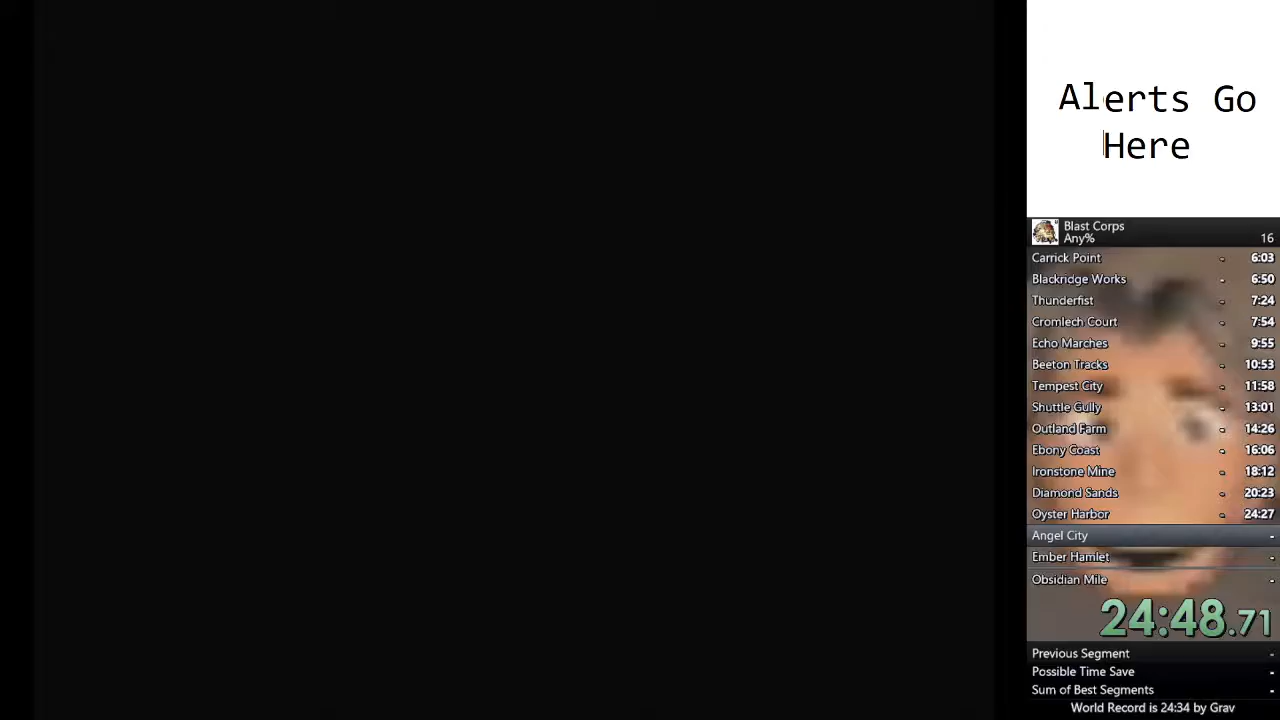 Alerts Go
Here
Blast Corps
Any% 16
Carrick Point - 6:03
Blackridge Works - 6:50
Thunderfist - 7:24
Cromlech Court - 7:54
Echo Marches - 9:55
Beeton Tracks - 10:53
Tempest City - 11:58
Shuttle Gully - 13:01
Outland Farm - 14:26
Ebony Coast - 16:06
Ironstone Mine - 18:12
Diamond Sands - 20:23
Oyster Harbor - 24:27
Angel City -
Ember Hamlet -
Obsidian Mile -
24:48.71
Previous Segment -
Possible Time Save -
Sum of Best Segments -
World Record is 24:34 by Grav